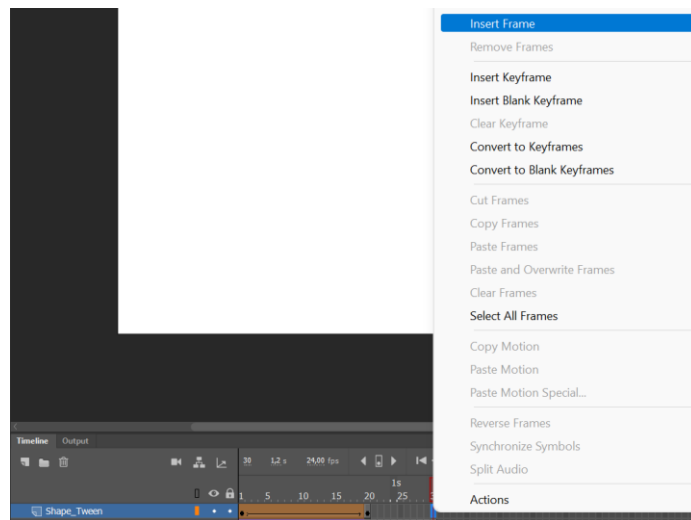 Insert Frame
Remove Frames
Insert Keyframe
Insert Blank Keyframe
Clear Keyframe
Convert to Keyframes
Convert to Blank Keyframes
Cut Frames
Copy Frames
Paste Frames
Paste and Overwrite Frames
Clear Frames
Select All Frames
Copy Motion
Paste Motion
Paste Motion Special...
Reverse Frames
Synchronize Symbols
Split Audio
Actions
Timeline Output
30 1,2 s 24,00 fps
1s
1 5 10 15 20 25
Shape_Tween